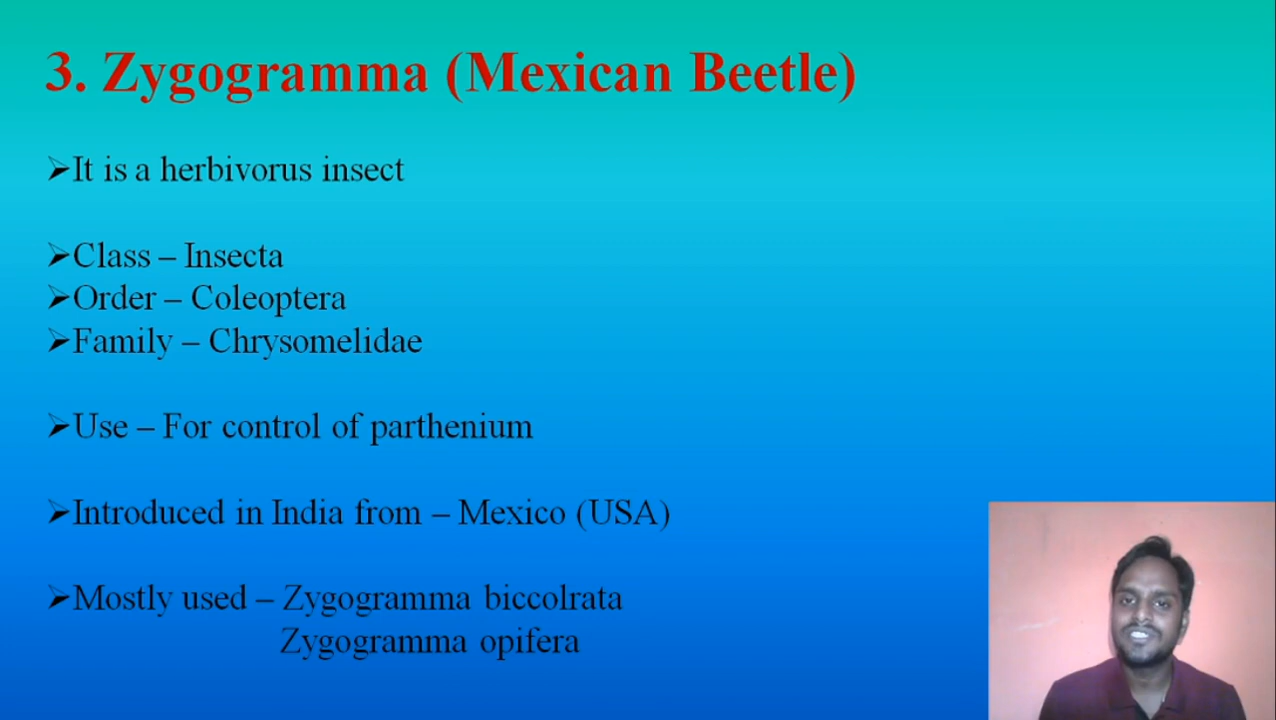 3. Zygogramma (Mexican Beetle)
➢It is a herbivorus insect
➢Class – Insecta
➢Order – Coleoptera
➢Family – Chrysomelidae
➢Use – For control of parthenium
➢Introduced in India from – Mexico (USA)
➢Mostly used – Zygogramma biccolrata
Zygogramma opifera